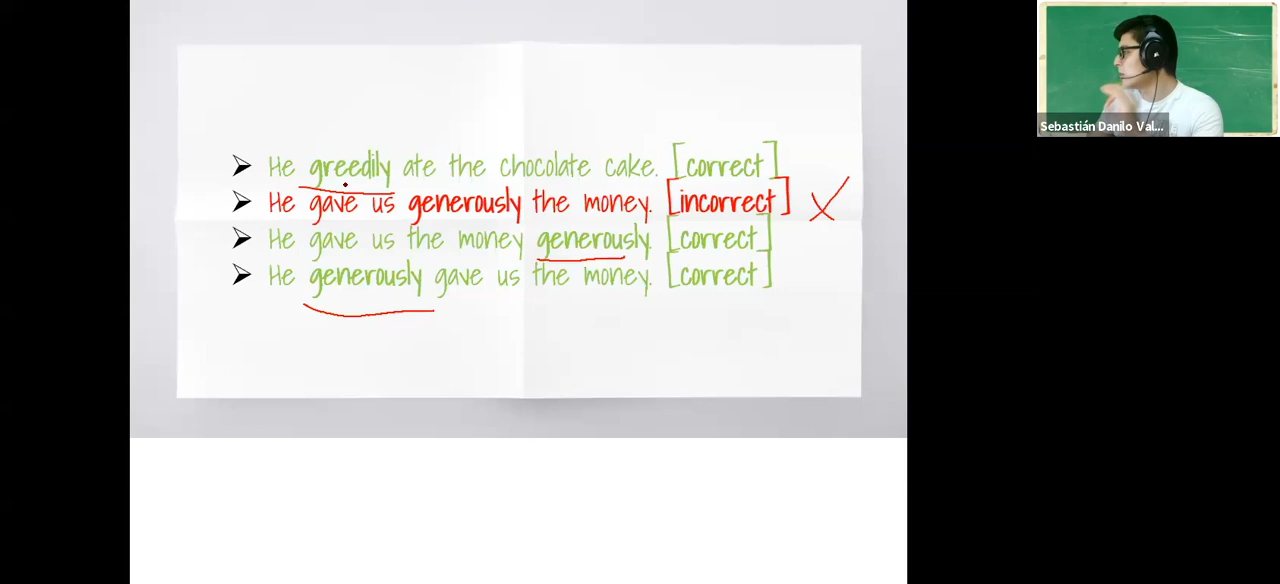 He greedily ate the chocolate cake. [correct]
He gave us generously the money. [incorrect]
He gave us the money generously. [correct]
He generously gave us the money. [correct]
Sebastián Danilo Val...